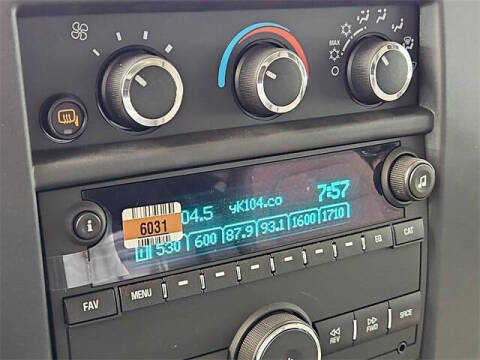 MAX
7:57
04.5 yK104.co
6031
530 600 87.9 93.1 1600 1710
MENU EQ CAT
FAV
REV FWD SRCE